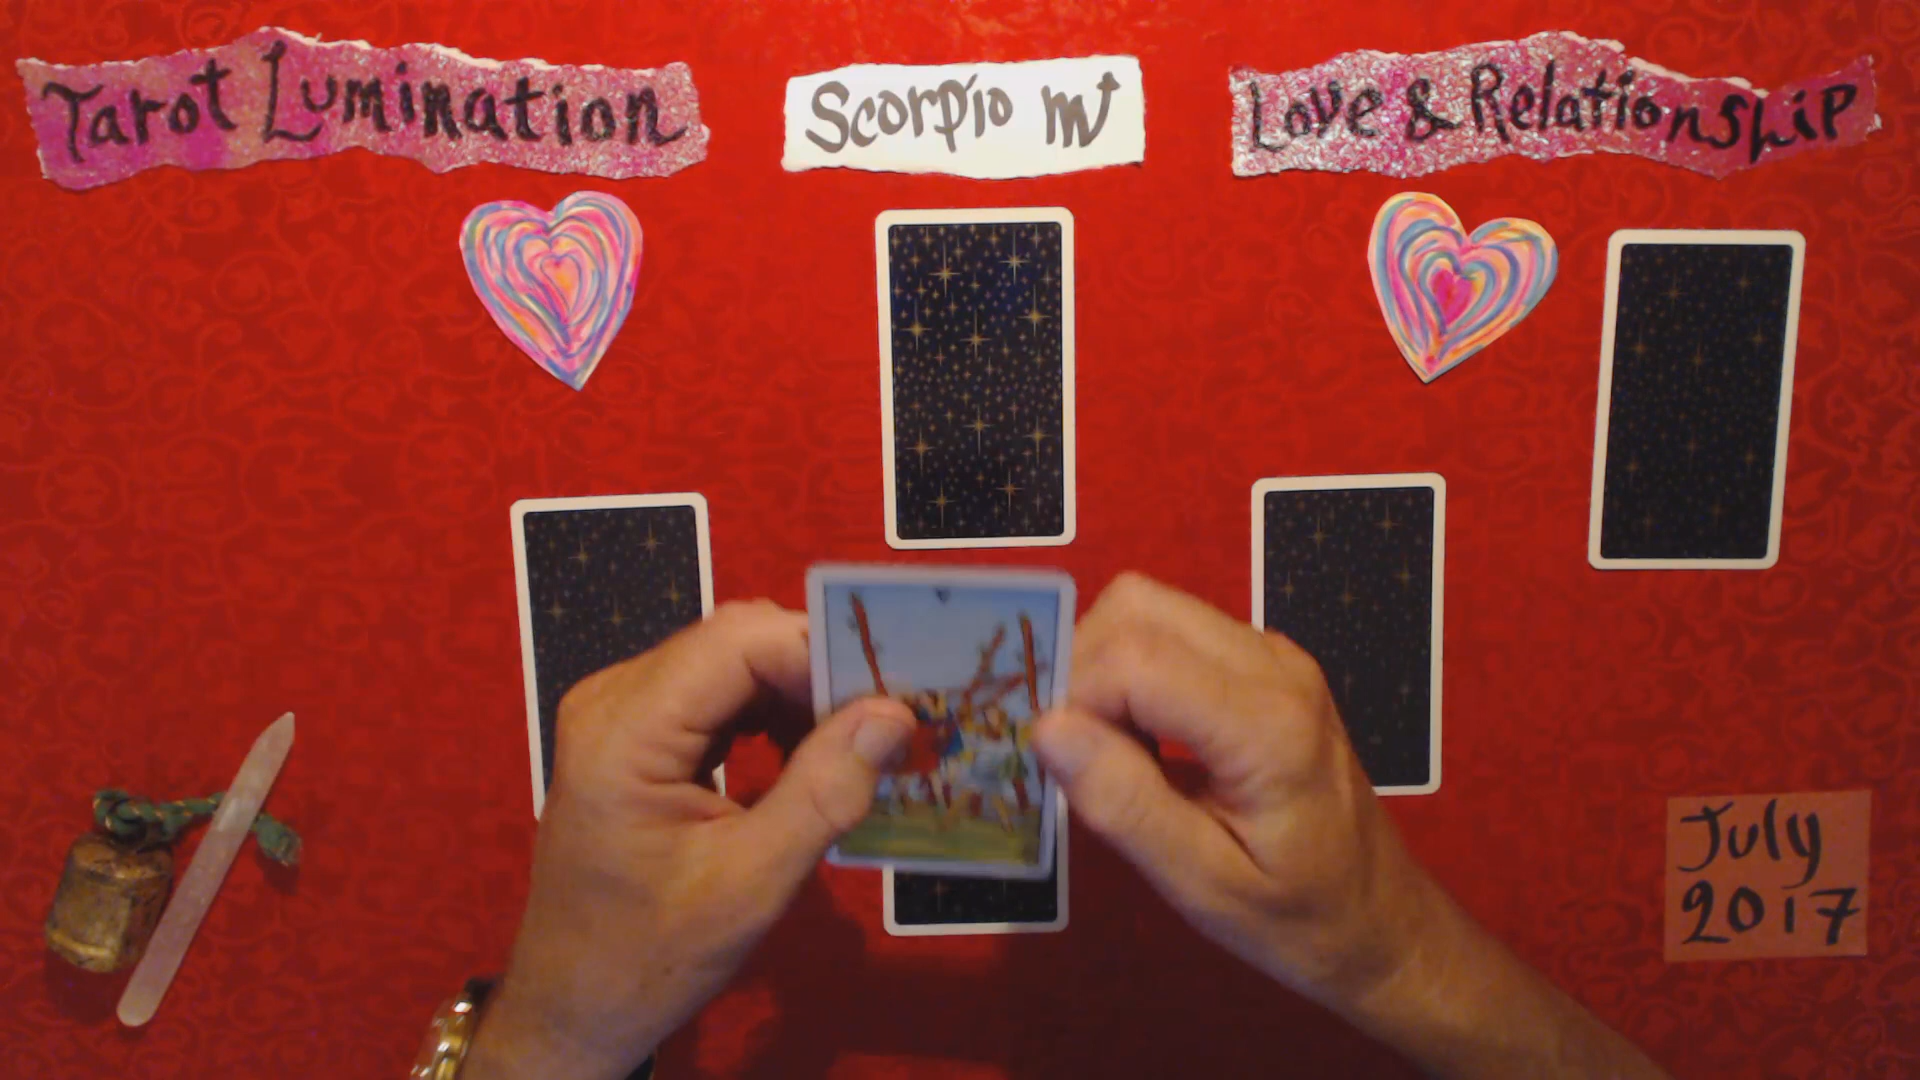 Tarot Lumination
Scorpio ♏
Love & Relationship
July
2017